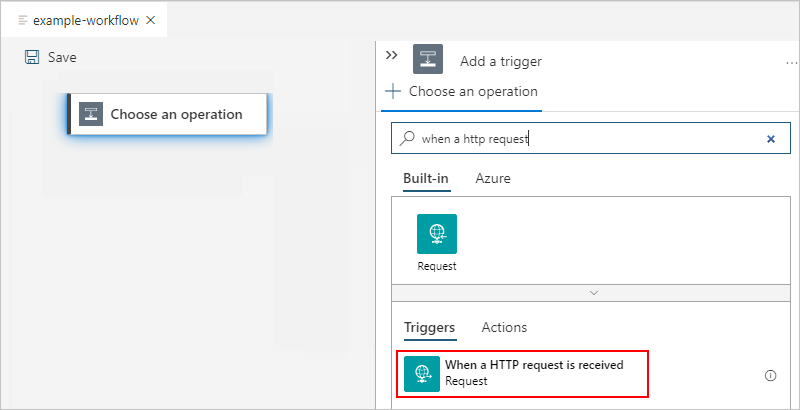 example-workflow
Save
Add a trigger
...
Choose an operation
Choose an operation
when a http request
Built-in Azure
Request
Triggers Actions
When a HTTP request is received
Request